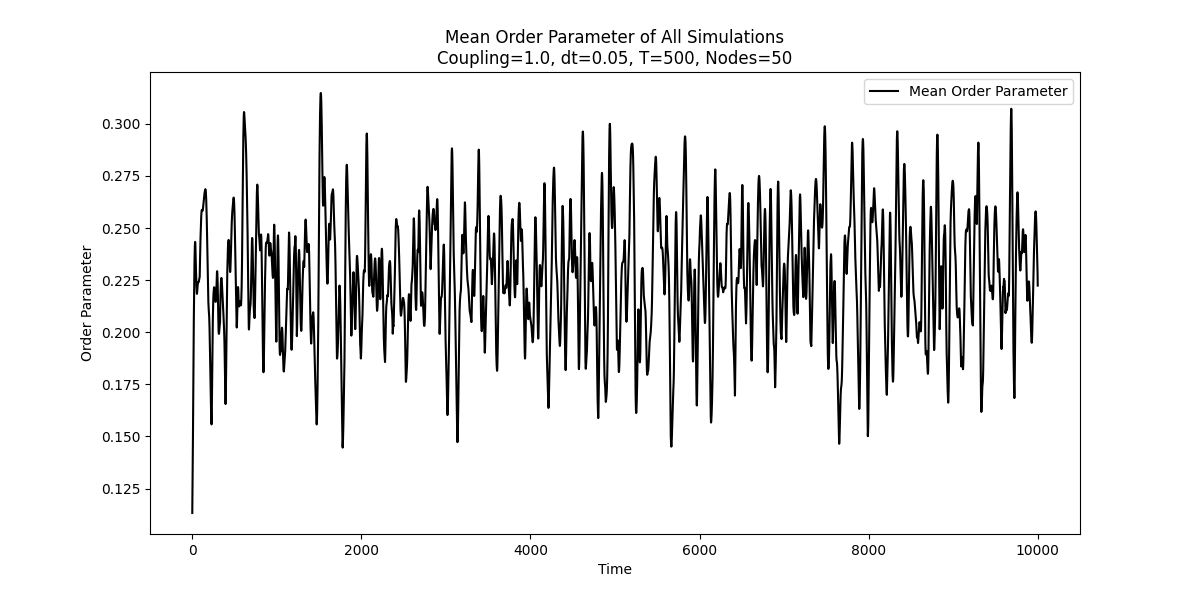 Mean Order Parameter of All Simulations
Coupling=1.0, dt=0.05, T=500, Nodes=50
Mean Order Parameter
Order Parameter
0.300
0.275
0.250
0.225
0.200
0.175
0.150
0.125
0 2000 4000 6000 8000 10000
Time